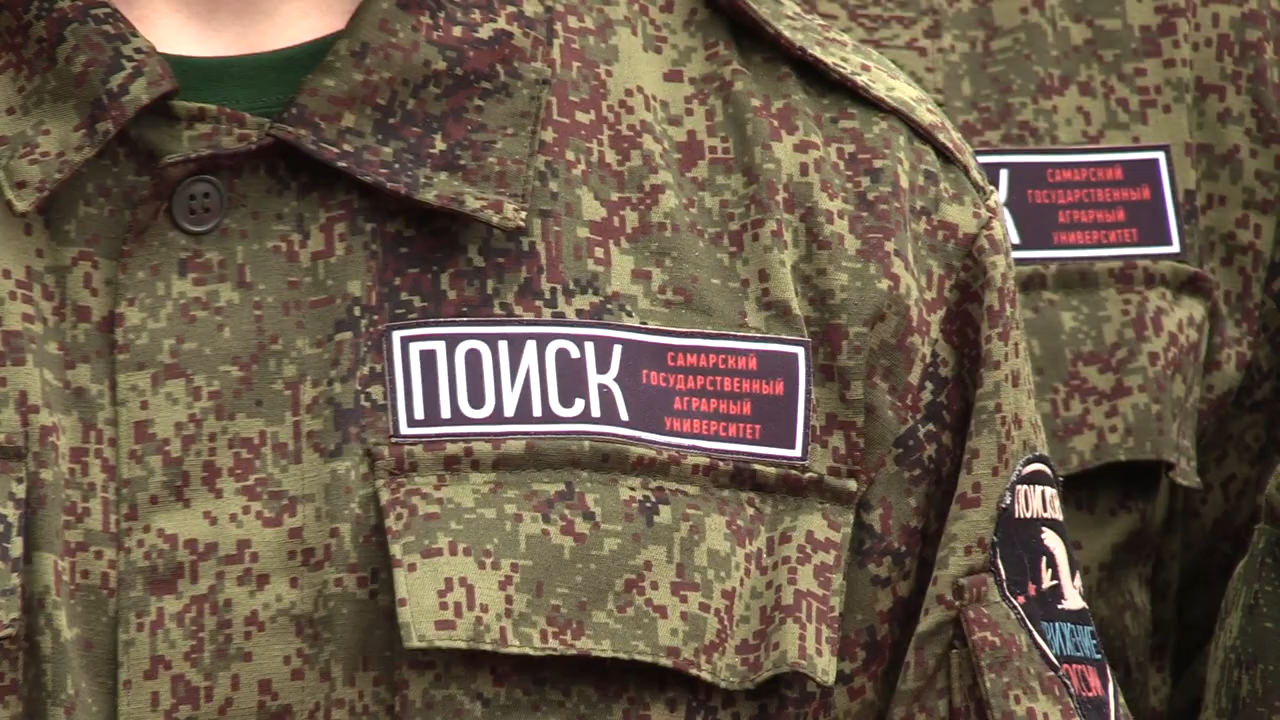 ПОИСК
САМАРСКИЙ
ГОСУДАРСТВЕННЫЙ
АГРАРНЫЙ
УНИВЕРСИТЕТ
К
САМАРСКИЙ
ГОСУДАРСТВЕННЫЙ
АГРАРНЫЙ
УНИВЕРСИТЕТ